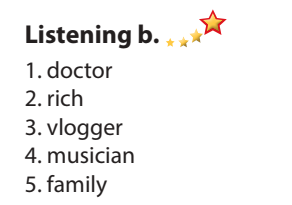 Listening b.
1. doctor
2. rich
3. vlogger
4. musician
5. family